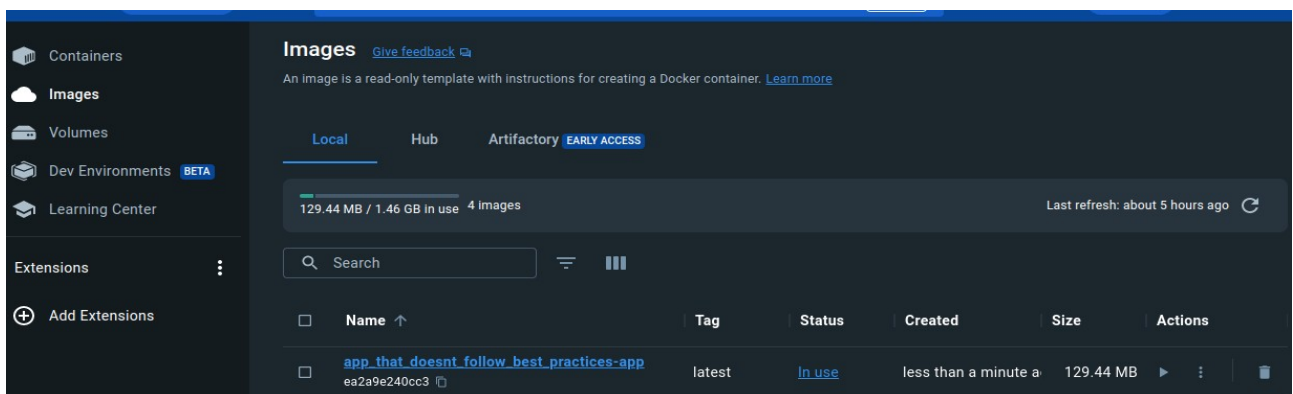 Containers
Images
Volumes
Dev Environments BETA
Learning Center
Extensions
Add Extensions
Images Give feedback
An image is a read-only template with instructions for creating a Docker container. Learn more
Local Hub Artifactory EARLY ACCESS
129.44 MB / 1.46 GB in use 4 images Last refresh: about 5 hours ago
Search
Name Tag Status Created Size Actions
app_that_doesnt_follow_best_practices-app latest In use less than a minute a 129.44 MB
ea2a9e240cc3